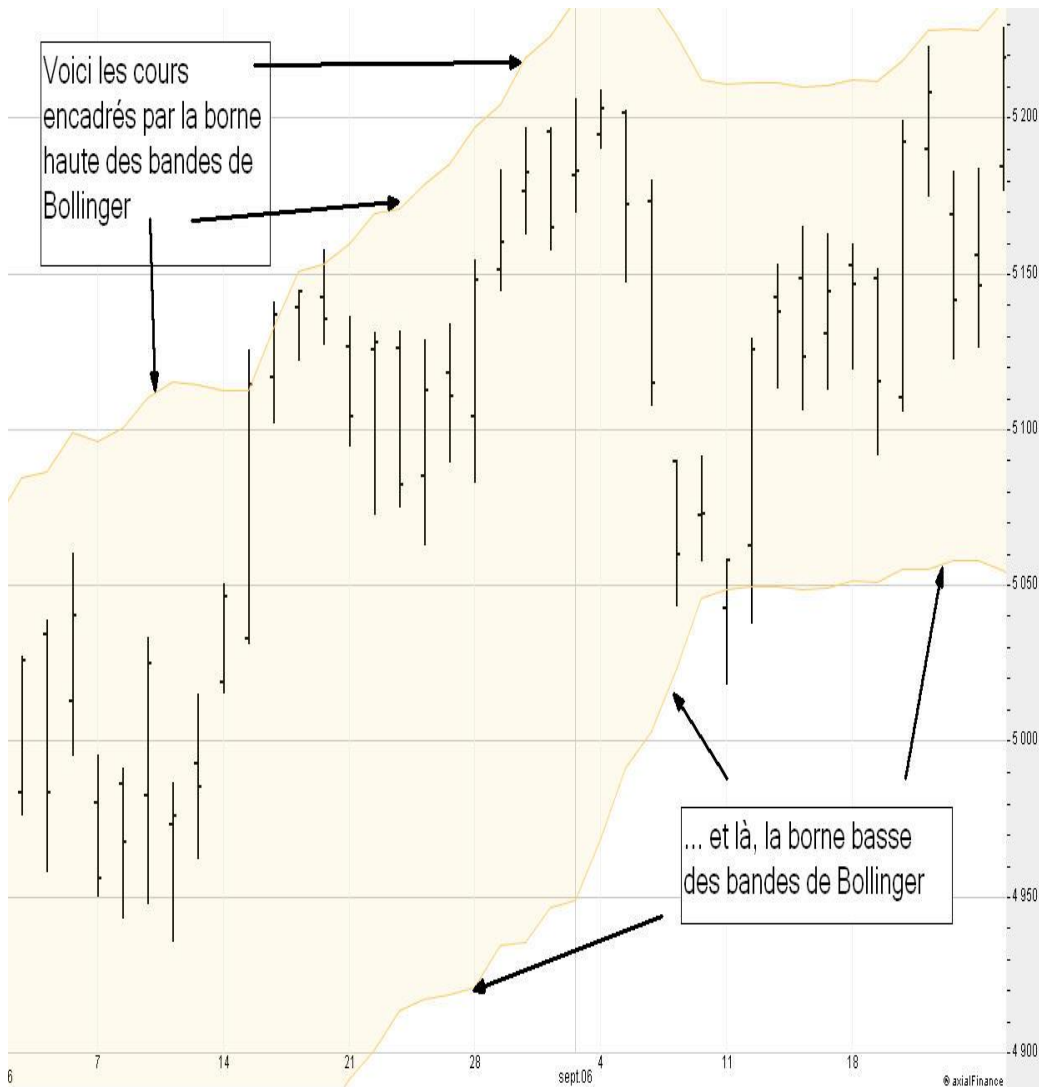 Voici les cours
encadrés par la borne
haute des bandes de
Bollinger
5 200
5 150
5 100
5 050
5 000
... et là, la borne basse
des bandes de Bollinger
4 950
4 900
6 7 14 21 28 4 11 18
sept.06
© axialFinance